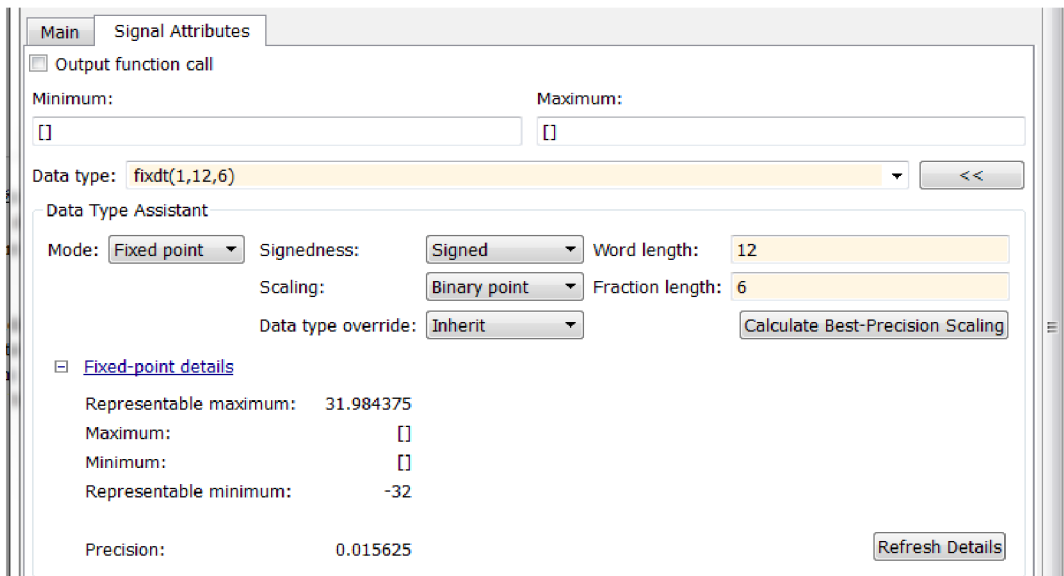 Main Signal Attributes
Output function call
Minimum: Maximum:
[] []
Data type: fixdt(1,12,6) <<
Data Type Assistant
Mode: Fixed point Signedness: Signed Word length: 12
Scaling: Binary point Fraction length: 6
Data type override: Inherit Calculate Best-Precision Scaling
Fixed-point details
Representable maximum: 31.984375
Maximum: []
Minimum: []
Representable minimum: -32
Precision: 0.015625 Refresh Details